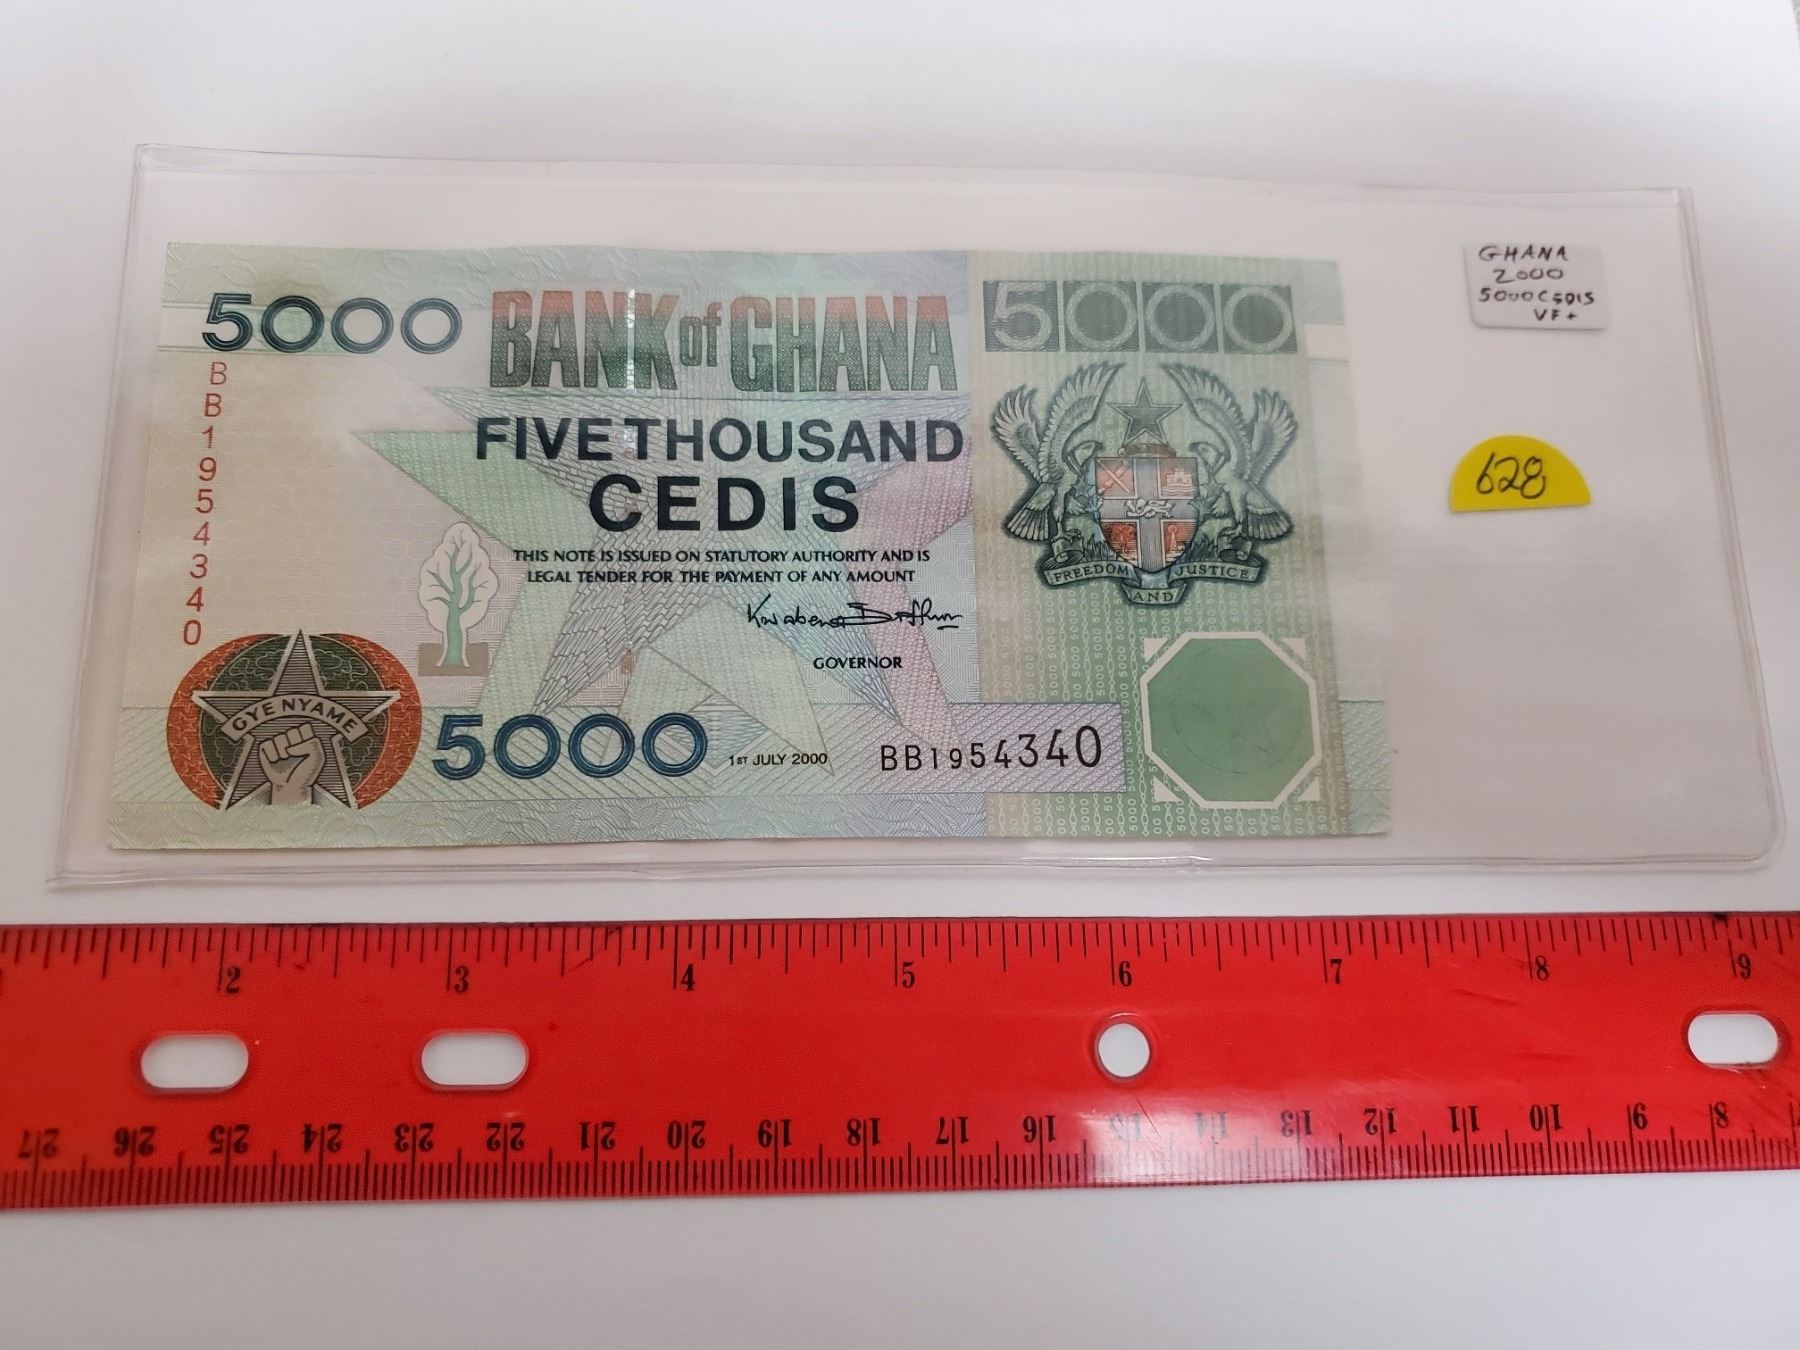 5000
BANK of GHANA
5000
FIVE THOUSAND
CEDIS
THIS NOTE IS ISSUED ON STATUTORY AUTHORITY AND IS
LEGAL TENDER FOR THE PAYMENT OF ANY AMOUNT
GOVERNOR
BB1954340
GYE NYAME
5000
1ST JULY 2000
BB1954340
FREEDOM AND JUSTICE
GHANA
2000
5000 CEDIS
VF+
628
2 3 4 5 6 7 8 9
27 26 25 24 23 22 21 20 19 18 17 16 15 14 13 12 11 10 9 8